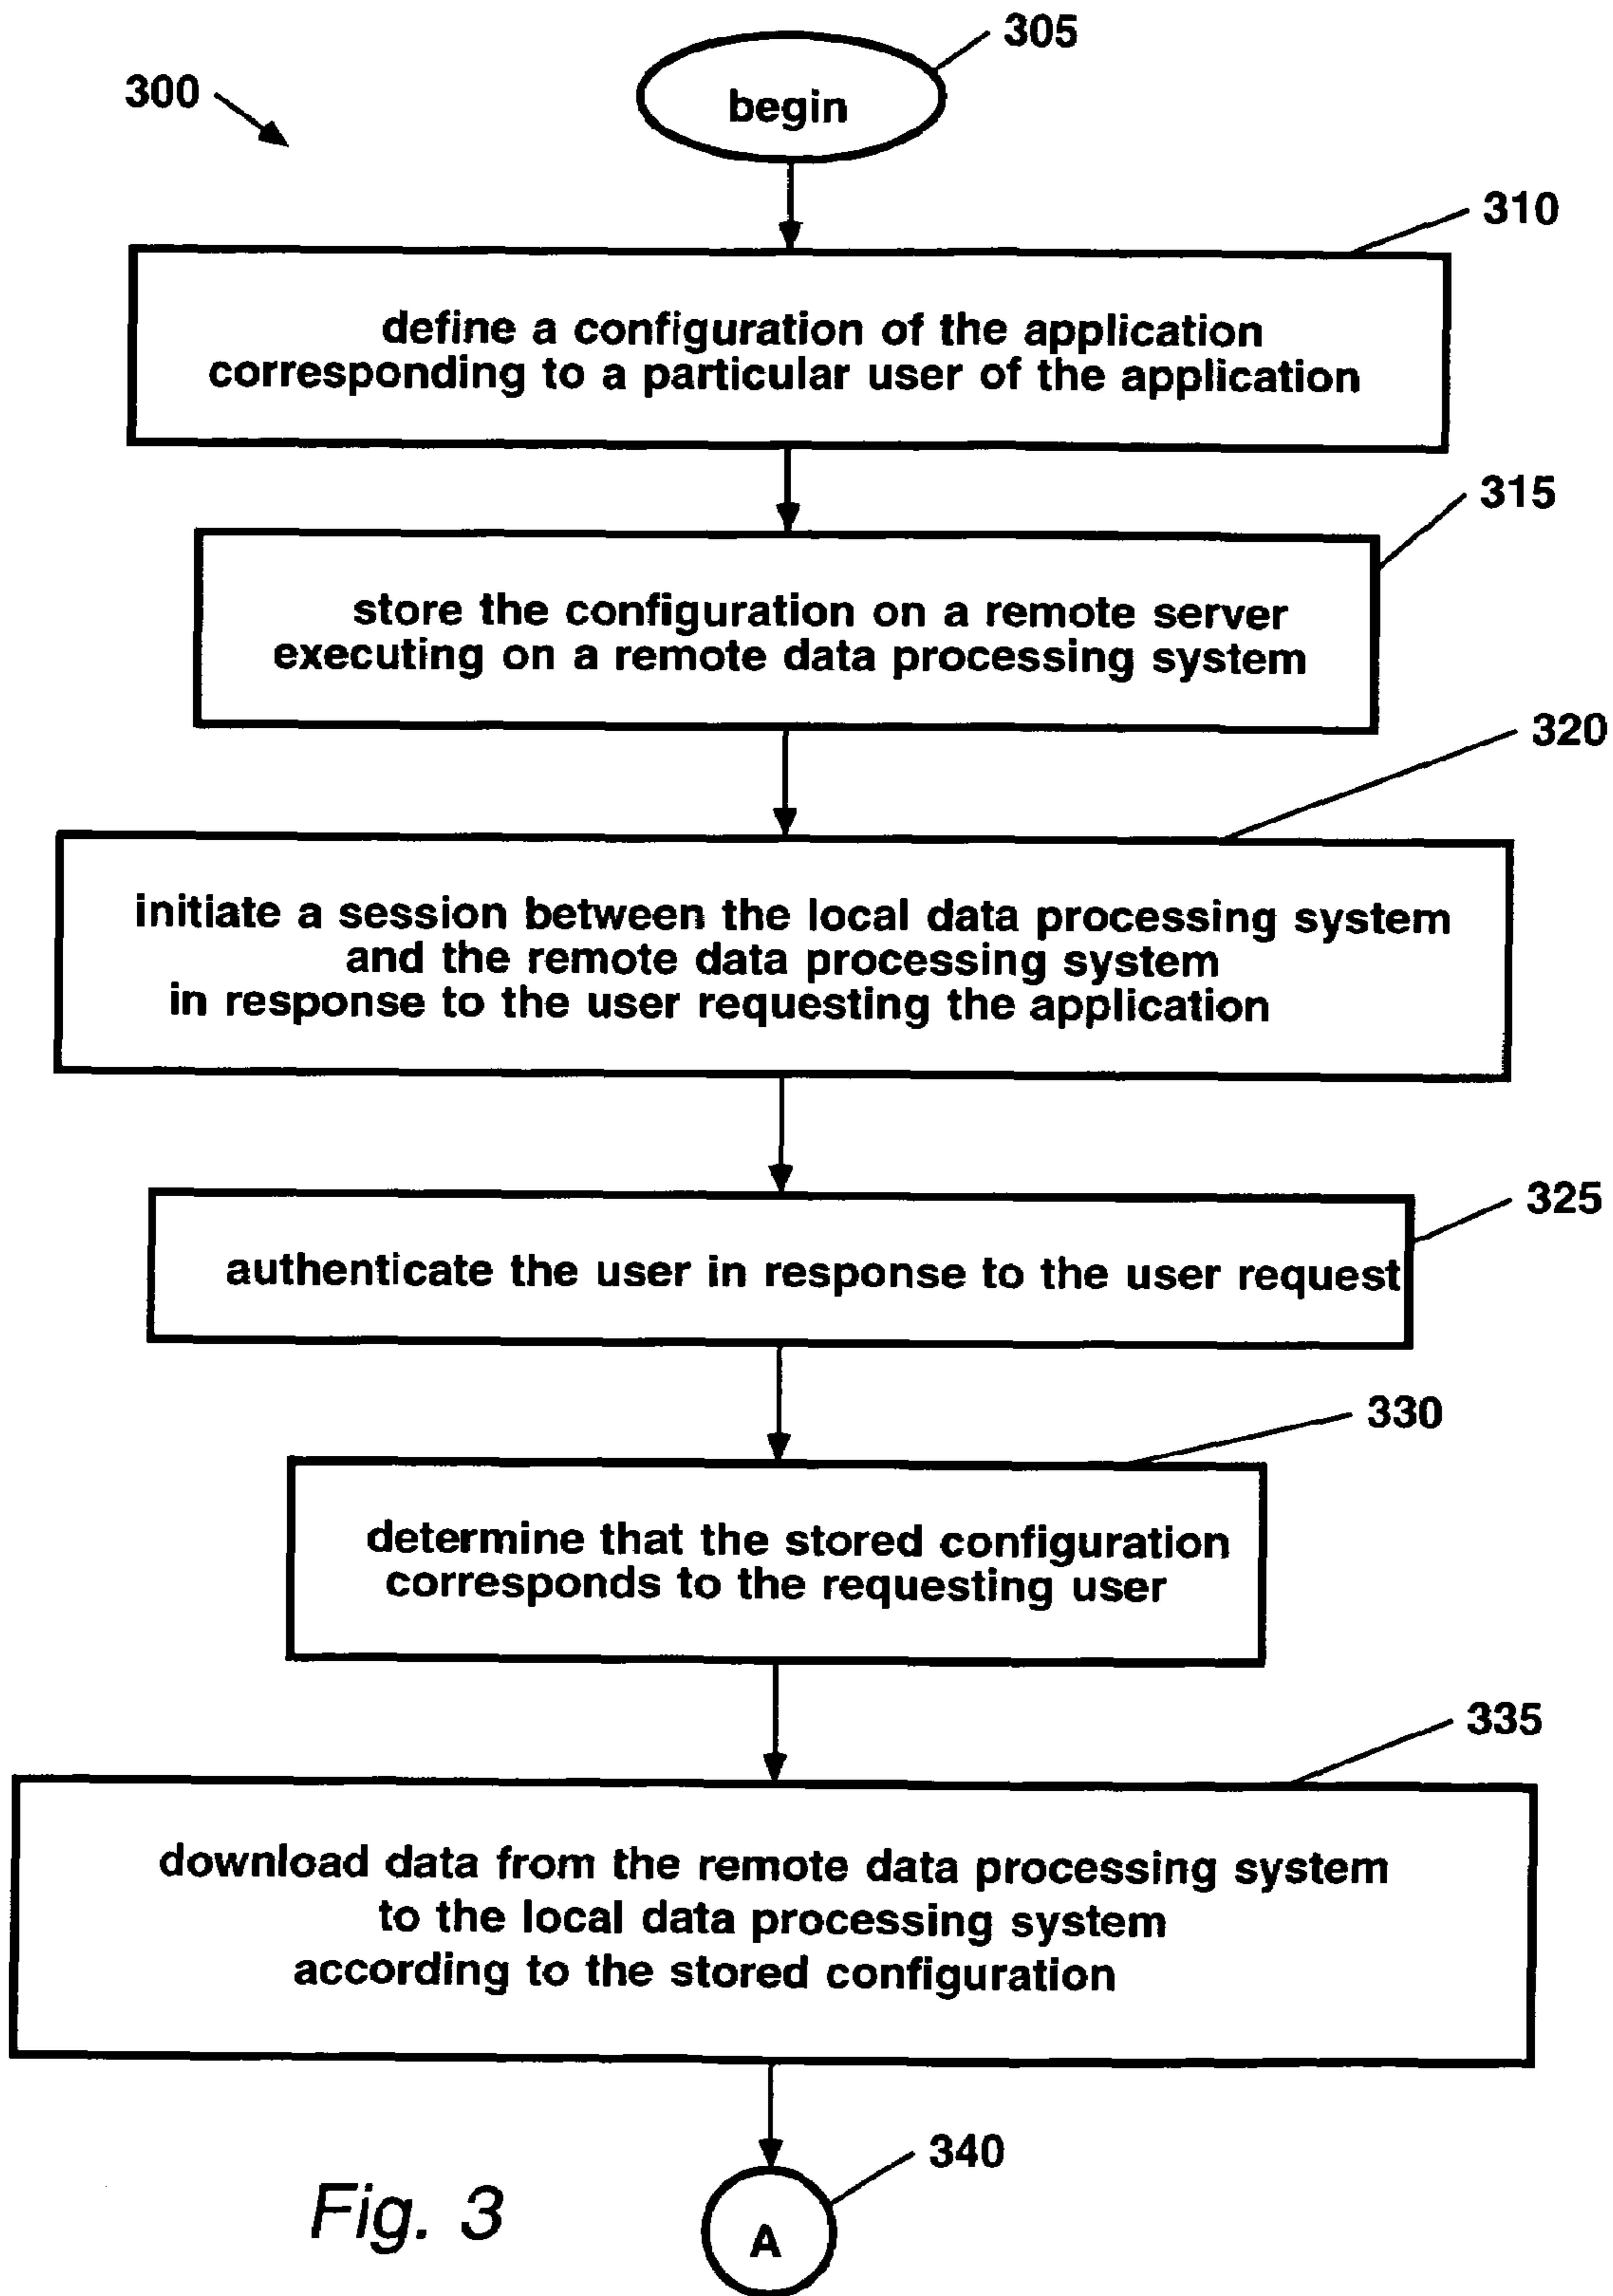 305
300
begin
310
define a configuration of the application
corresponding to a particular user of the application
315
store the configuration on a remote server
executing on a remote data processing system
320
initiate a session between the local data processing system
and the remote data processing system
in response to the user requesting the application
325
authenticate the user in response to the user request
330
determine that the stored configuration
corresponds to the requesting user
335
download data from the remote data processing system
to the local data processing system
according to the stored configuration
340
A
Fig. 3